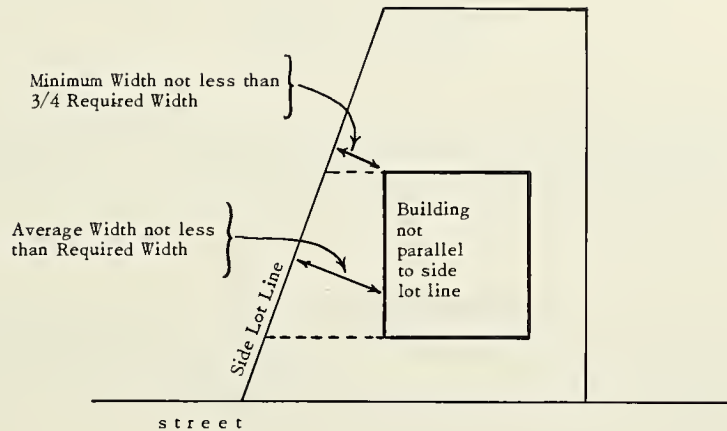 Minimum Width not less than
3/4 Required Width
Average Width not less
than Required Width
Building
not
parallel
to side
lot line
Side Lot Line
street